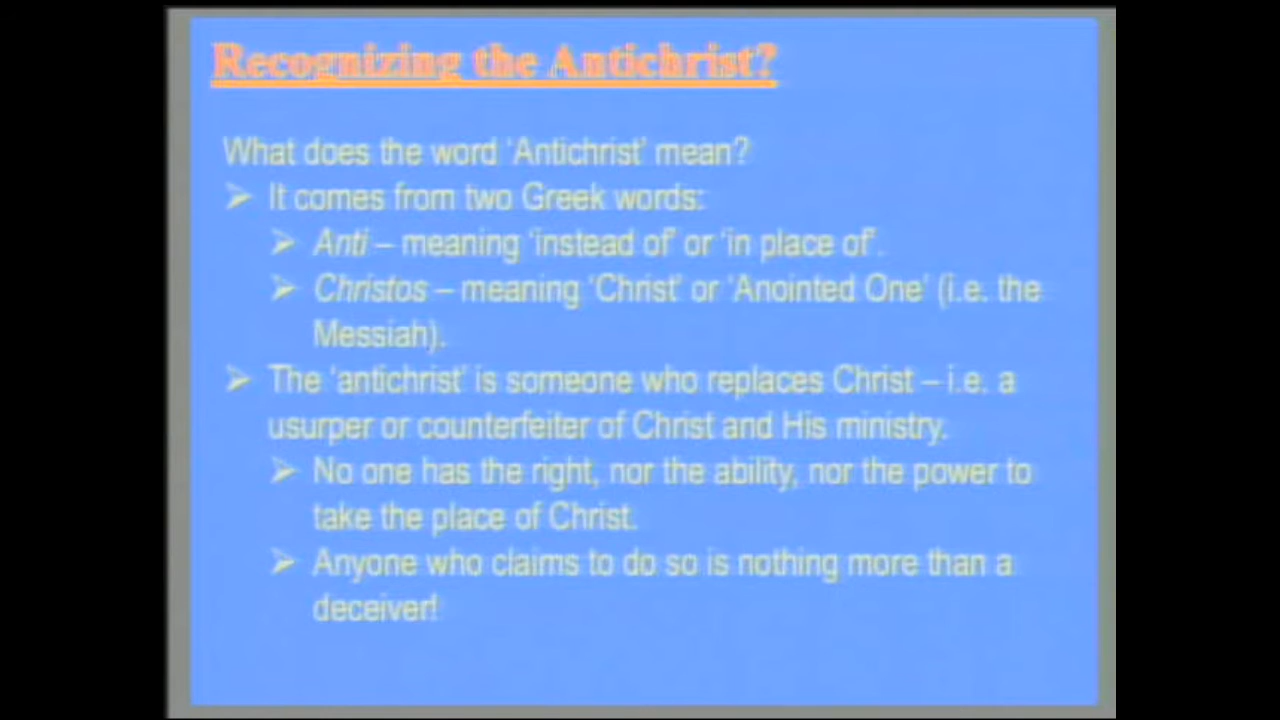 Recognizing the Antichrist?
What does the word ‘Antichrist’ mean?
➢ It comes from two Greek words:
➢ Anti – meaning ‘instead of’ or ‘in place of’.
➢ Christos – meaning ‘Christ’ or ‘Anointed One’ (i.e. the
Messiah).
➢ The ‘antichrist’ is someone who replaces Christ – i.e. a
usurper or counterfeiter of Christ and His ministry.
➢ No one has the right, nor the ability, nor the power to
take the place of Christ.
➢ Anyone who claims to do so is nothing more than a
deceiver!